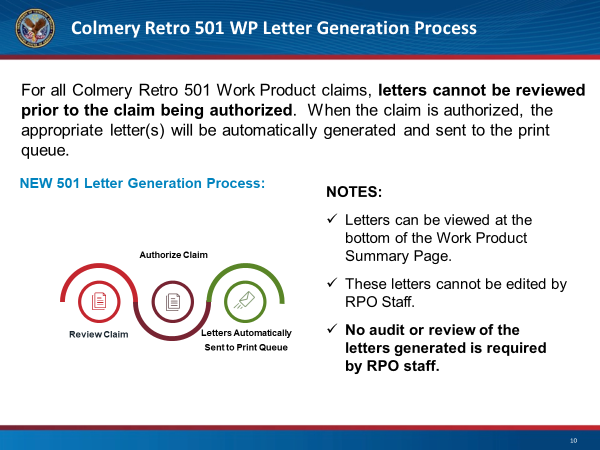 Colmery Retro 501 WP Letter Generation Process
For all Colmery Retro 501 Work Product claims, letters cannot be reviewed
prior to the claim being authorized. When the claim is authorized, the
appropriate letter(s) will be automatically generated and sent to the print
queue.
NEW 501 Letter Generation Process:
Authorize Claim
Review Claim
Letters Automatically
Sent to Print Queue
NOTES:
✓ Letters can be viewed at the
bottom of the Work Product
Summary Page.
✓ These letters cannot be edited by
RPO Staff.
✓ No audit or review of the
letters generated is required
by RPO staff.
10